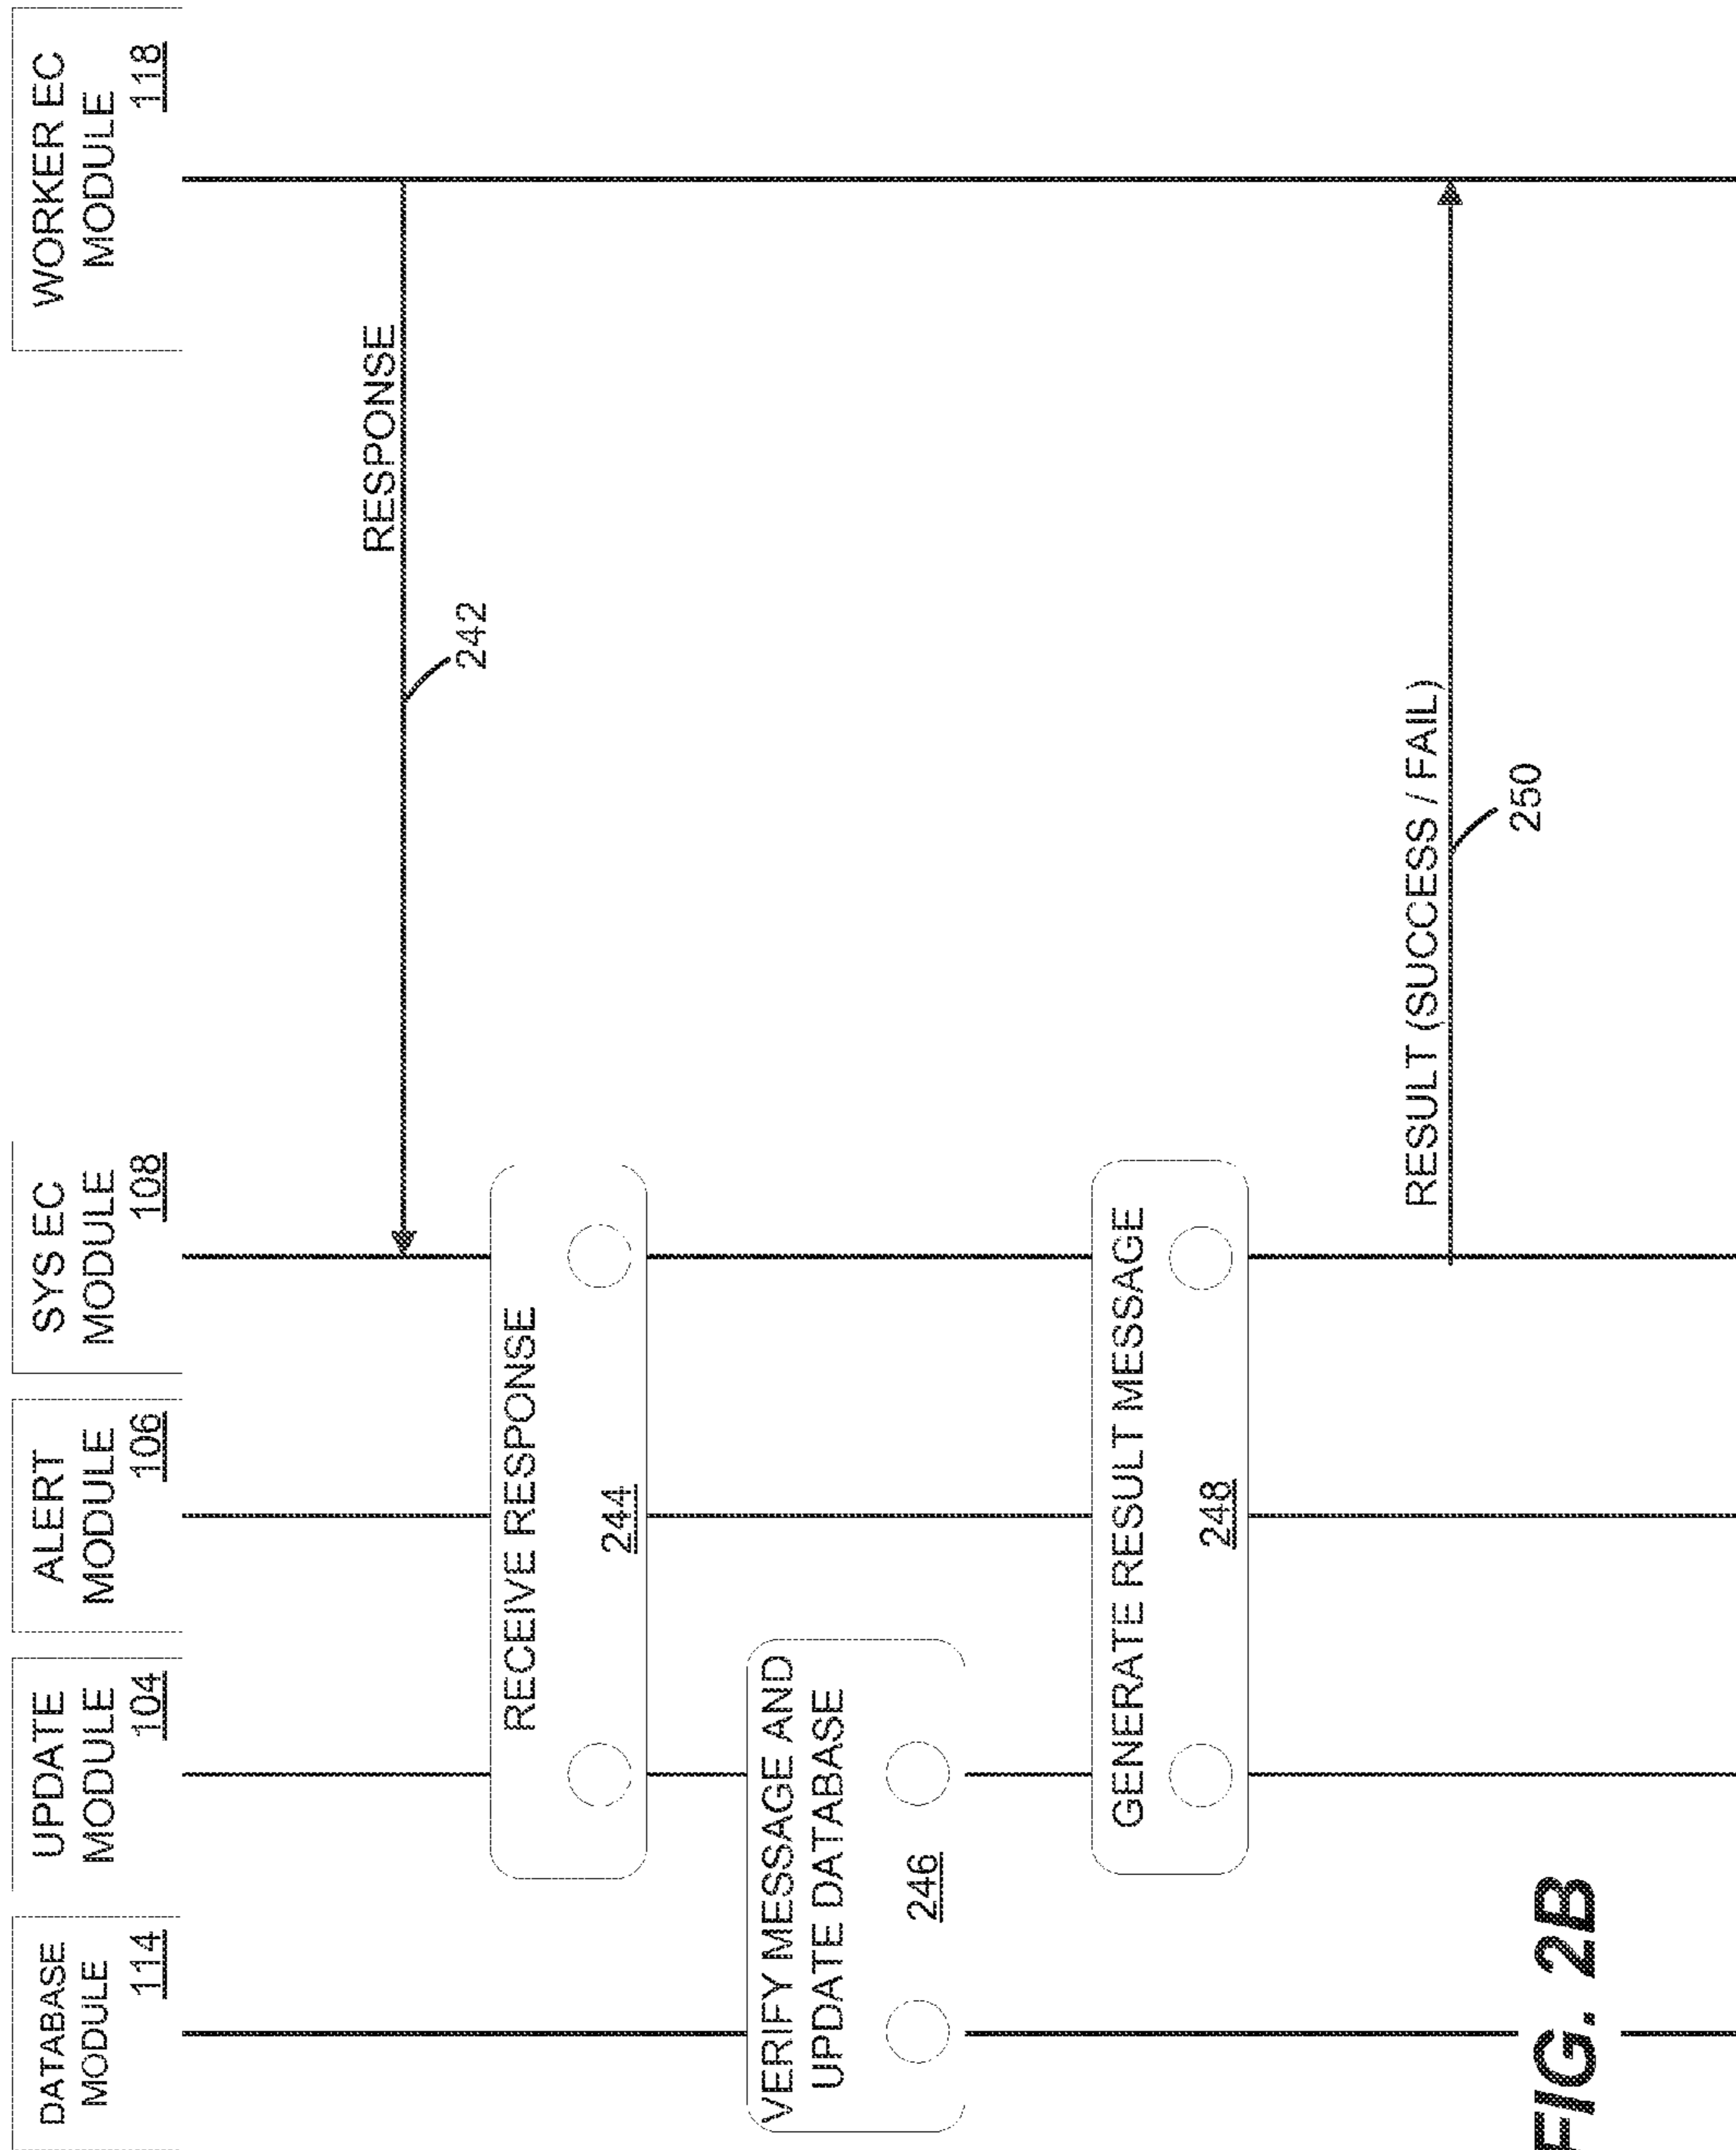 DATABASE
MODULE
114
UPDATE
MODULE
104
ALERT
MODULE
106
SYS EC
MODULE
108
WORKER EC
MODULE
118
RESPONSE
242
RECEIVE RESPONSE
244
VERIFY MESSAGE AND
UPDATE DATABASE
246
GENERATE RESULT MESSAGE
248
RESULT (SUCCESS / FAIL)
250
FIG. 2B